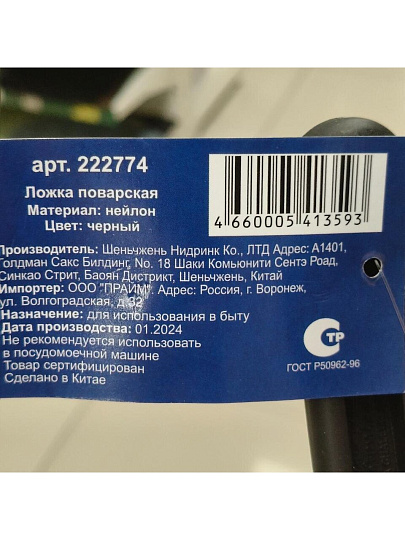 арт. 222774
Ложка поварская
Материал: нейлон
Цвет: черный
4 660005 413593
Производитель: Шеньчжень Нидринк Ко., ЛТД Адрес: А1401,
Голдман Сакс Билдинг, No. 18 Шаки Комьюнити Сентэ Роад,
Синкао Стрит, Баоян Дистрикт, Шеньжень, Китай
Импортер: ООО "ПРАЙМ". Адрес: Россия, г. Воронеж,
ул. Волгоградская, д.32
Назначение: для использования в быту
Дата производства: 01.2024
Не рекомендуется использовать
в посудомоечной машине
Товар сертифицирован
Сделано в Китае
СТР
ГОСТ Р50962-96